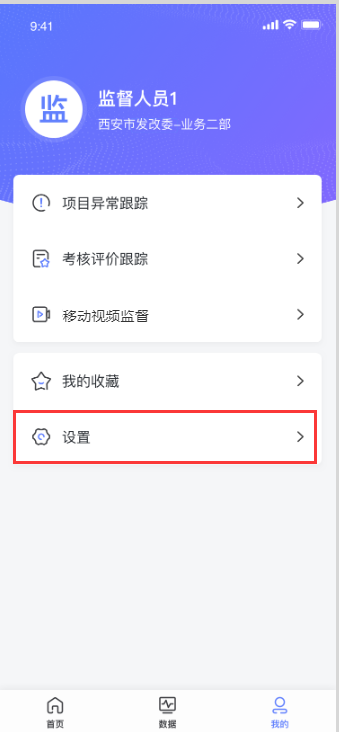 9:41
监
监督人员1
西安市发改委-业务二部
项目异常跟踪
考核评价跟踪
移动视频监督
我的收藏
设置
首页
数据
我的